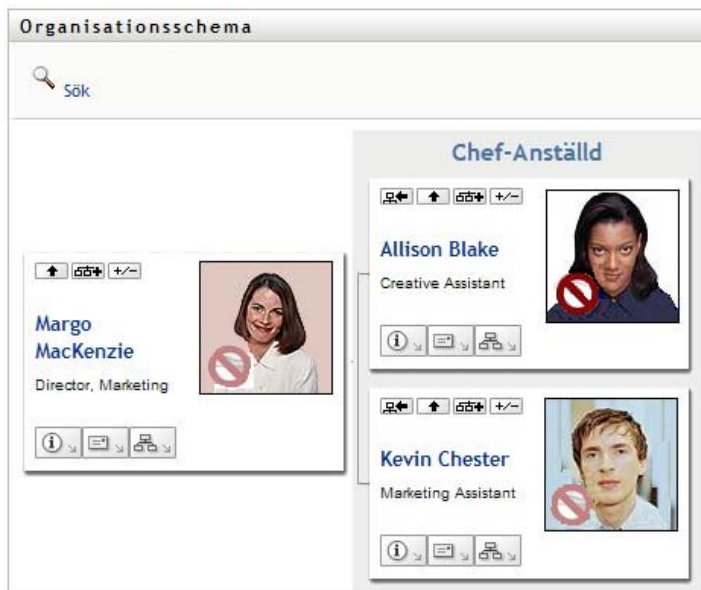 Organisationsschema
Sök
Chef-Anställd
Margo
MacKenzie
Director, Marketing
+/-
Allison Blake
Creative Assistant
+/-
Kevin Chester
Marketing Assistant
+/-